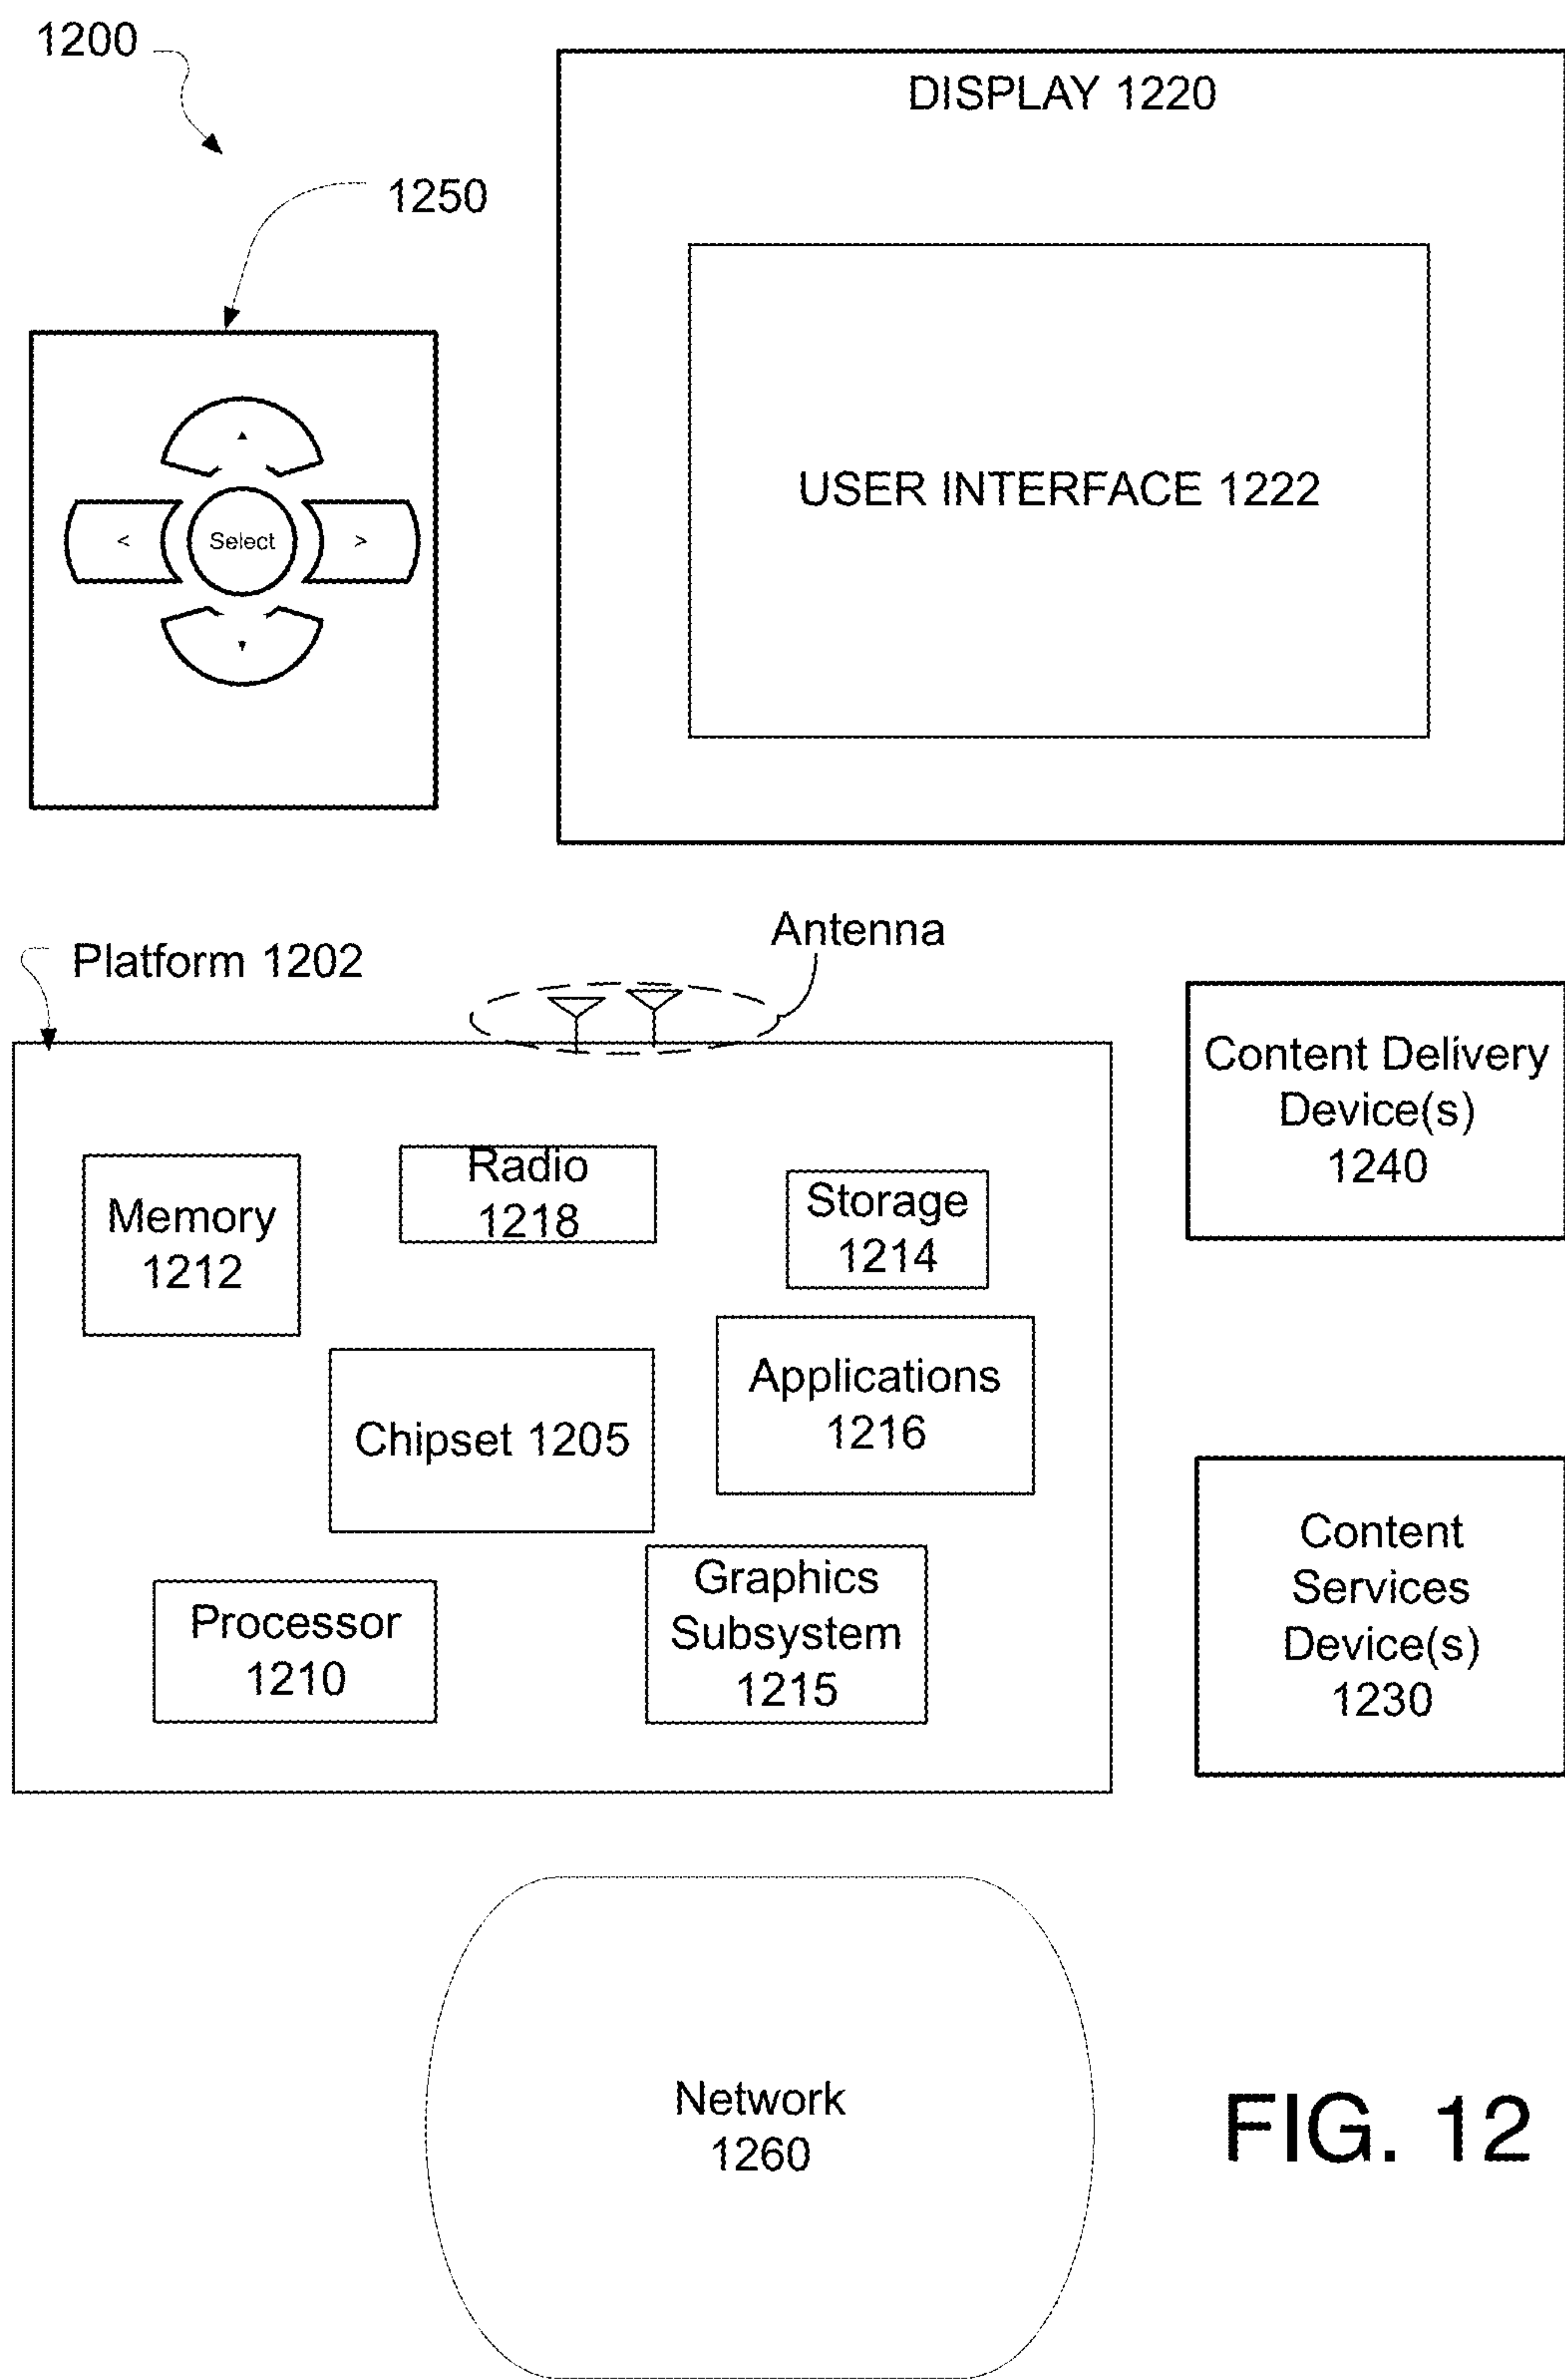 1200
DISPLAY 1220
1250
USER INTERFACE 1222
<
Select
>
Antenna
Platform 1202
Content Delivery
Device(s)
1240
Radio
1218
Memory
1212
Storage
1214
Applications
1216
Chipset 1205
Content
Services
Device(s)
1230
Graphics
Subsystem
1215
Processor
1210
Network
1260
FIG. 12